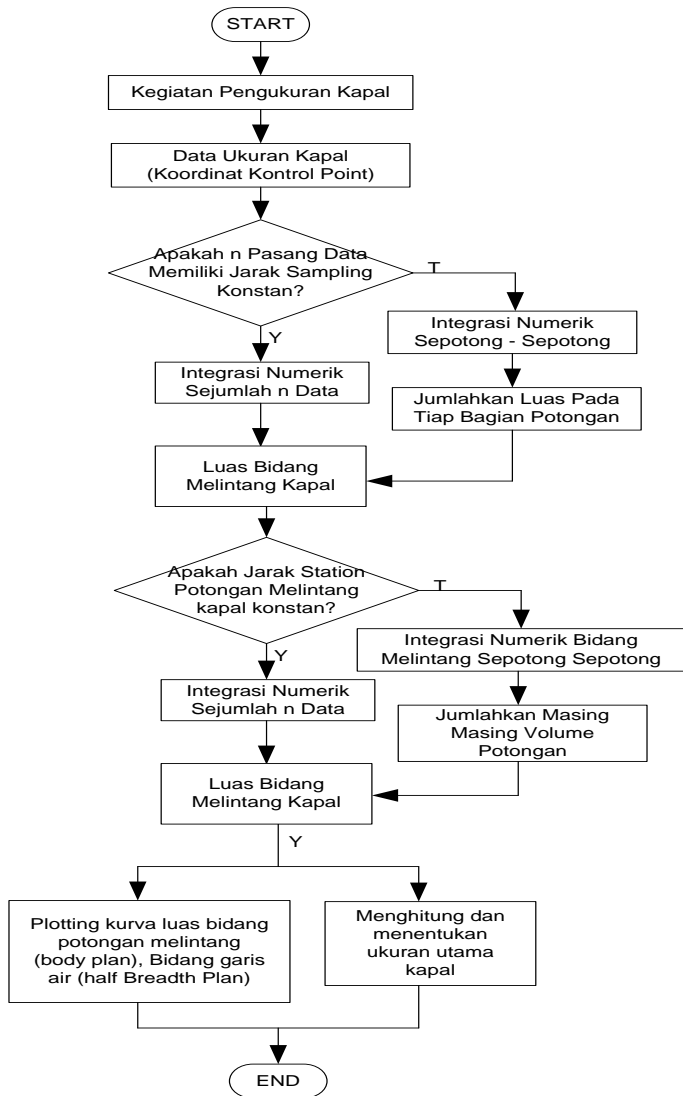 START
Kegiatan Pengukuran Kapal
Data Ukuran Kapal
(Koordinat Kontrol Point)
Apakah n Pasang Data
Memiliki Jarak Sampling
Konstan?
T
Y
Integrasi Numerik
Sepotong - Sepotong
Integrasi Numerik
Sejumlah n Data
Jumlahkan Luas Pada
Tiap Bagian Potongan
Luas Bidang
Melintang Kapal
Apakah Jarak Station
Potongan Melintang
kapal konstan?
T
Y
Integrasi Numerik Bidang
Melintang Sepotong Sepotong
Integrasi Numerik
Sejumlah n Data
Jumlahkan Masing
Masing Volume
Potongan
Luas Bidang
Melintang Kapal
Y
Plotting kurva luas bidang
potongan melintang
(body plan), Bidang garis
air (half Breadth Plan)
Menghitung dan
menentukan
ukuran utama
kapal
END